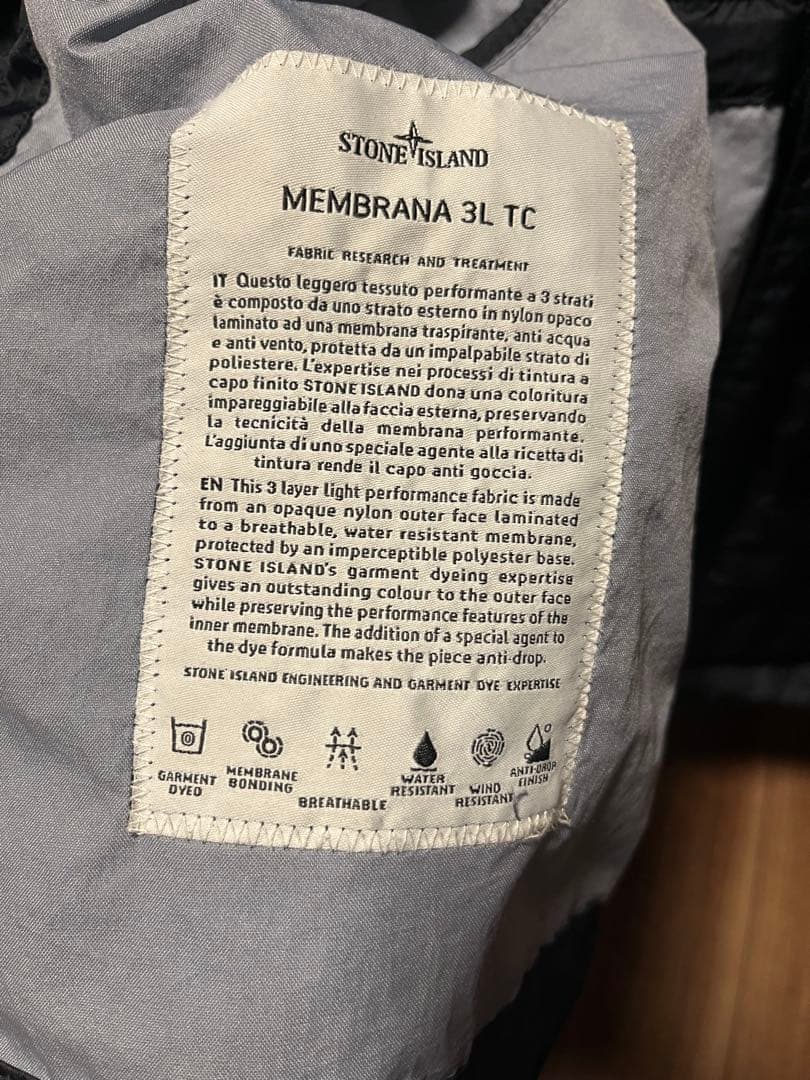 STONE ISLAND
MEMBRANA 3L TC
FABRIC RESEARCH AND TREATMENT
IT Questo leggero tessuto performante a 3 strati
è composto da uno strato esterno in nylon opaco
laminato ad una membrana traspirante, anti acqua
e anti vento, protetta da un impalpabile strato di
poliestere. L'expertise nei processi di tintura a
capo finito STONE ISLAND dona una coloritura
impareggiabile alla faccia esterna, preservando
la tecnicità della membrana performante.
L'aggiunta di uno speciale agente alla ricetta di
tintura rende il capo anti goccia.
EN This 3 layer light performance fabric is made
from an opaque nylon outer face laminated
to a breathable, water resistant membrane,
protected by an imperceptible polyester base.
STONE ISLAND's garment dyeing expertise
gives an outstanding colour to the outer face
while preserving the performance features of the
inner membrane. The addition of a special agent to
the dye formula makes the piece anti-drop.
STONE ISLAND ENGINEERING AND GARMENT DYE EXPERTISE
GARMENT DYED
MEMBRANE BONDING
BREATHABLE
WATER RESISTANT
WIND RESISTANT
ANTI-DROP FINISH